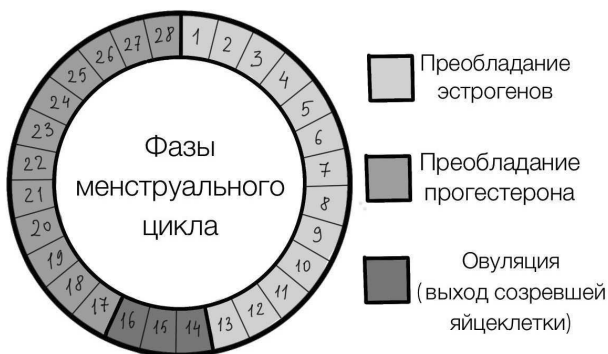 1
2
3
4
5
6
7
8
9
10
11
12
13
14
15
16
17
18
19
20
21
22
23
24
25
26
27
28
Фазы
менструального
цикла
Преобладание
эстрогенов
Преобладание
прогестерона
Овуляция
(выход созревшей
яйцеклетки)